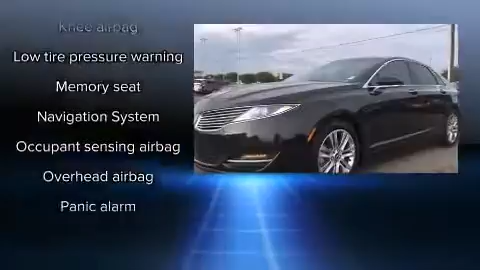 Knee airbag
Low tire pressure warning
Memory seat
Navigation System
Occupant sensing airbag
Overhead airbag
Panic alarm